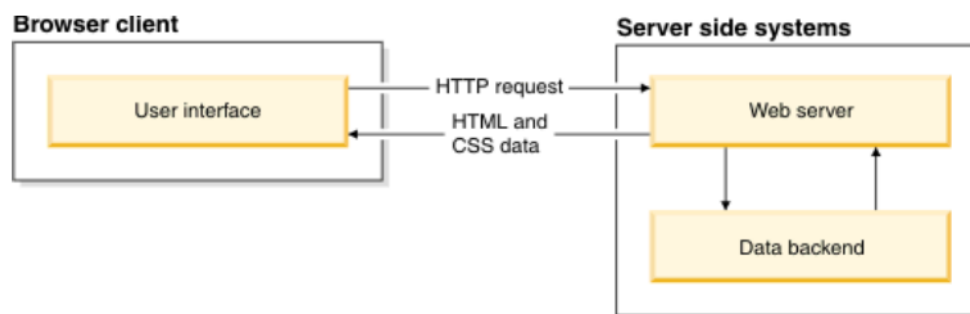 Browser client
Server side systems
User interface
HTTP request
Web server
HTML and
CSS data
Data backend